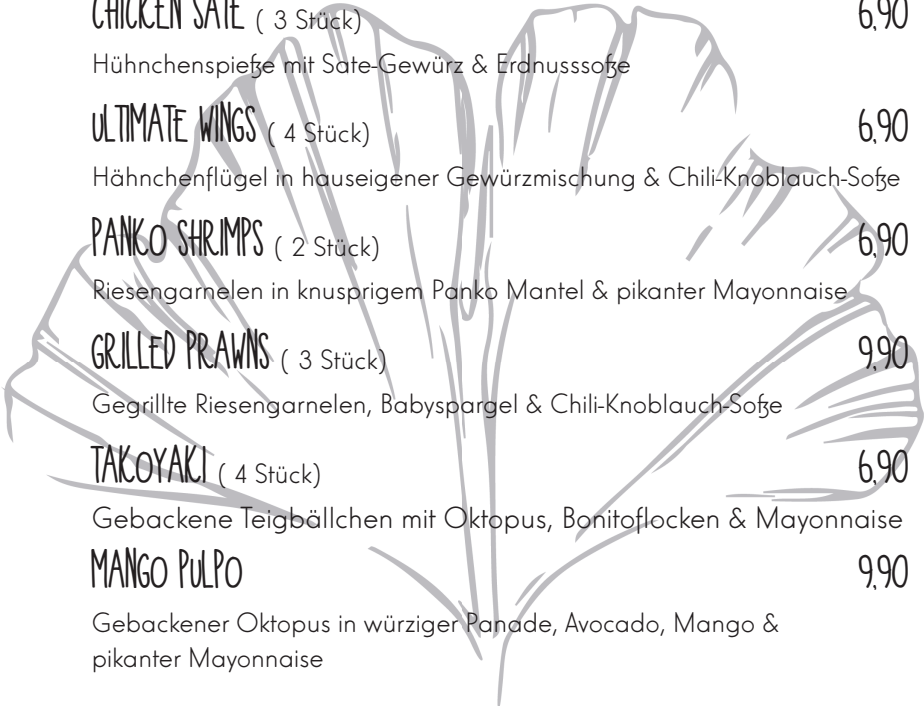 CHICKEN SATE ( 3 Stück) 6,90
Hühnchenspieße mit Sate-Gewürz & Erdnusssoße
ULTIMATE WINGS ( 4 Stück) 6,90
Hähnchenflügel in hauseigener Gewürzmischung & Chili-Knoblauch-Soße
PANKO SHRIMPS ( 2 Stück) 6,90
Riesengarnelen in knusprigem Panko Mantel & pikanter Mayonnaise
GRILLED PRAWNS ( 3 Stück) 9,90
Gegrillte Riesengarnelen, Babyspargel & Chili-Knoblauch-Soße
TAKOYAKI ( 4 Stück) 6,90
Gebackene Teigbällchen mit Oktopus, Bonitoflocken & Mayonnaise
MANGO PULPO 9,90
Gebackener Oktopus in würziger Panade, Avocado, Mango &
pikanter Mayonnaise